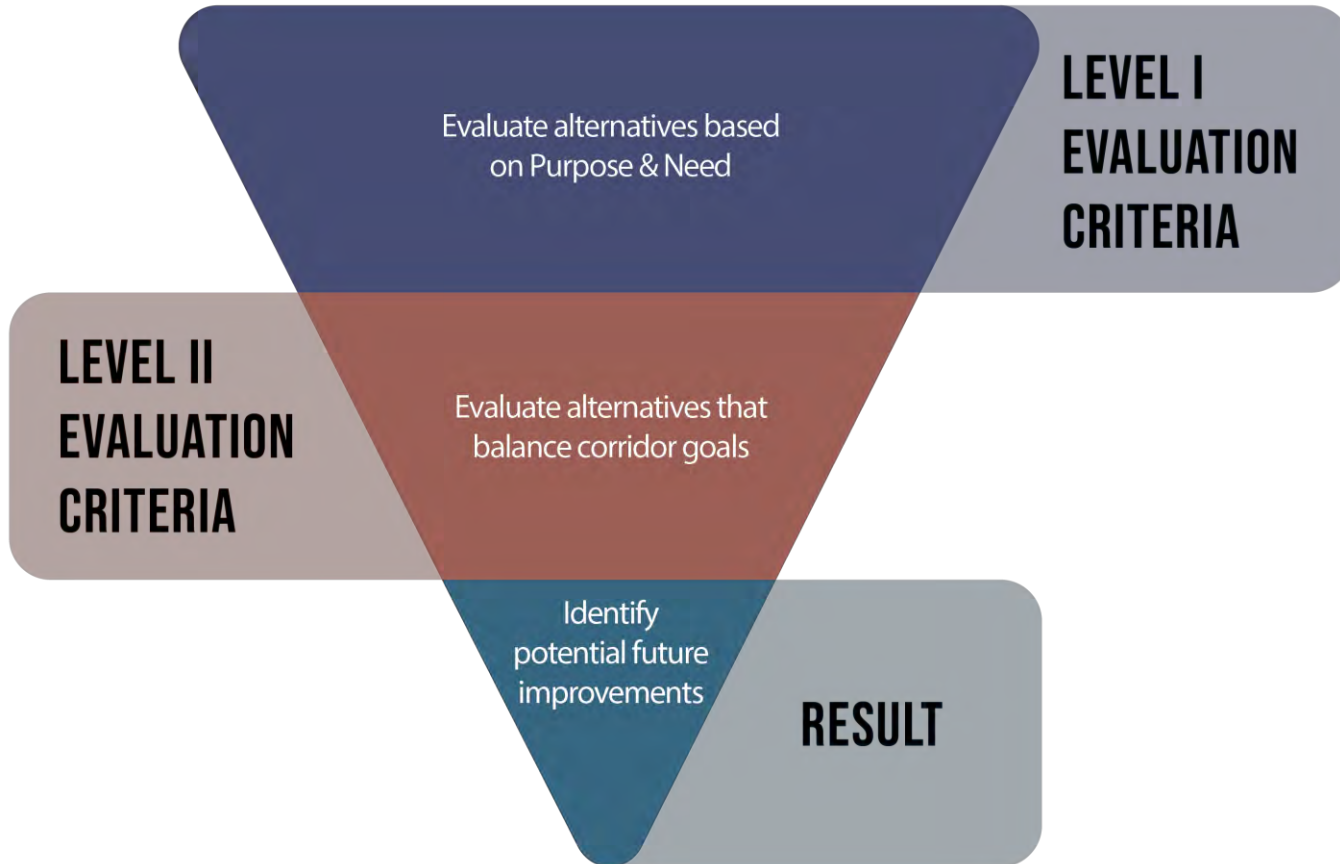 Evaluate alternatives based
on Purpose & Need
LEVEL I
EVALUATION
CRITERIA
LEVEL II
EVALUATION
CRITERIA
Evaluate alternatives that
balance corridor goals
Identify
potential future
improvements
RESULT